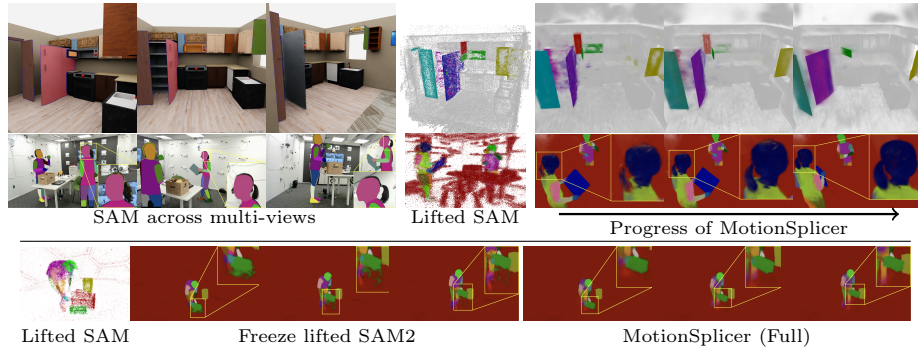 SAM across multi-views
Lifted SAM
Progress of MotionSplicer
Lifted SAM
Freeze lifted SAM2
MotionSplicer (Full)